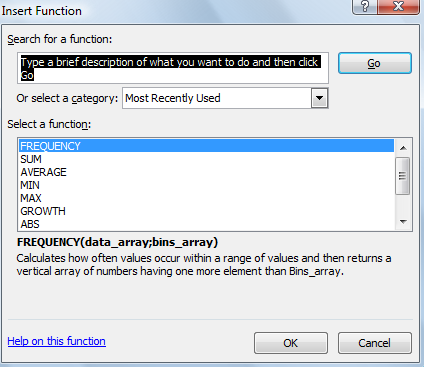 Insert Function
Search for a function:
Type a brief description of what you want to do and then click
Go
Go
Or select a category:
Most Recently Used
Select a function:
FREQUENCY
SUM
AVERAGE
MIN
MAX
GROWTH
ABS
FREQUENCY(data_array;bins_array)
Calculates how often values occur within a range of values and then returns a
vertical array of numbers having one more element than Bins_array.
Help on this function
OK
Cancel